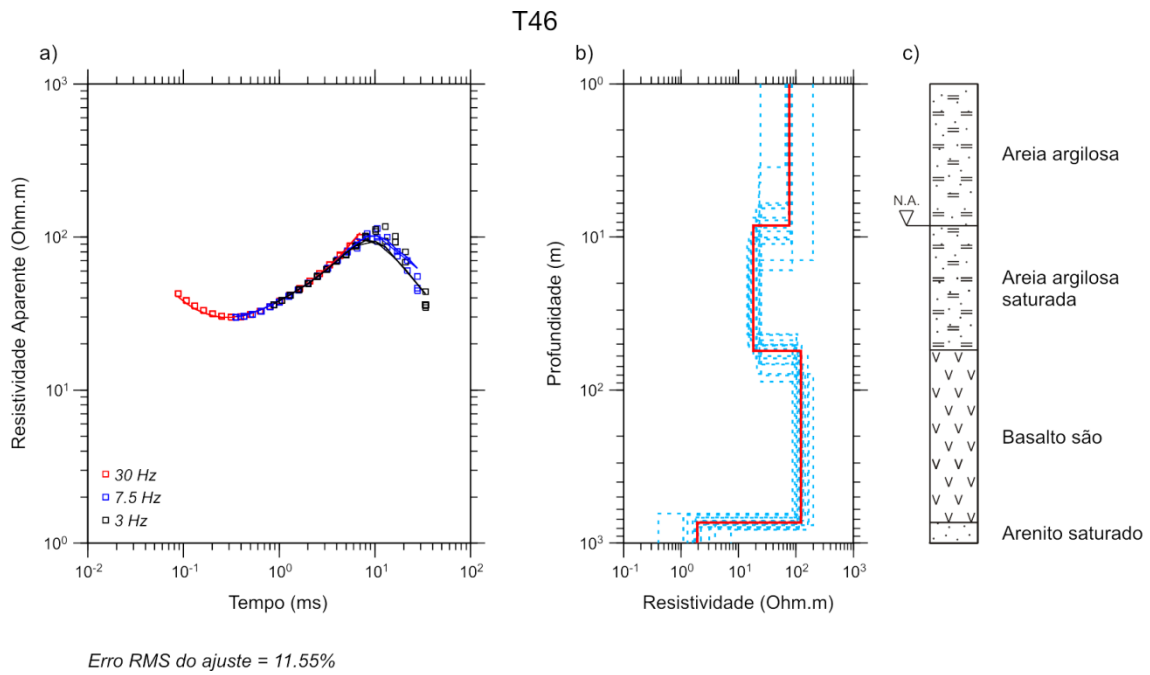 T46
a)
10³
10²
10¹
10⁰
Resistividade Aparente (Ohm.m)
30 Hz
7.5 Hz
3 Hz
10⁻²
10⁻¹
10⁰
10¹
10²
Tempo (ms)
b)
10⁰
10¹
10²
10³
Profundidade (m)
10⁻¹
10⁰
10¹
10²
10³
Resistividade (Ohm.m)
c)
N.A.
Areia argilosa
Areia argilosa
saturada
Basalto são
Arenito saturado
Erro RMS do ajuste = 11.55%